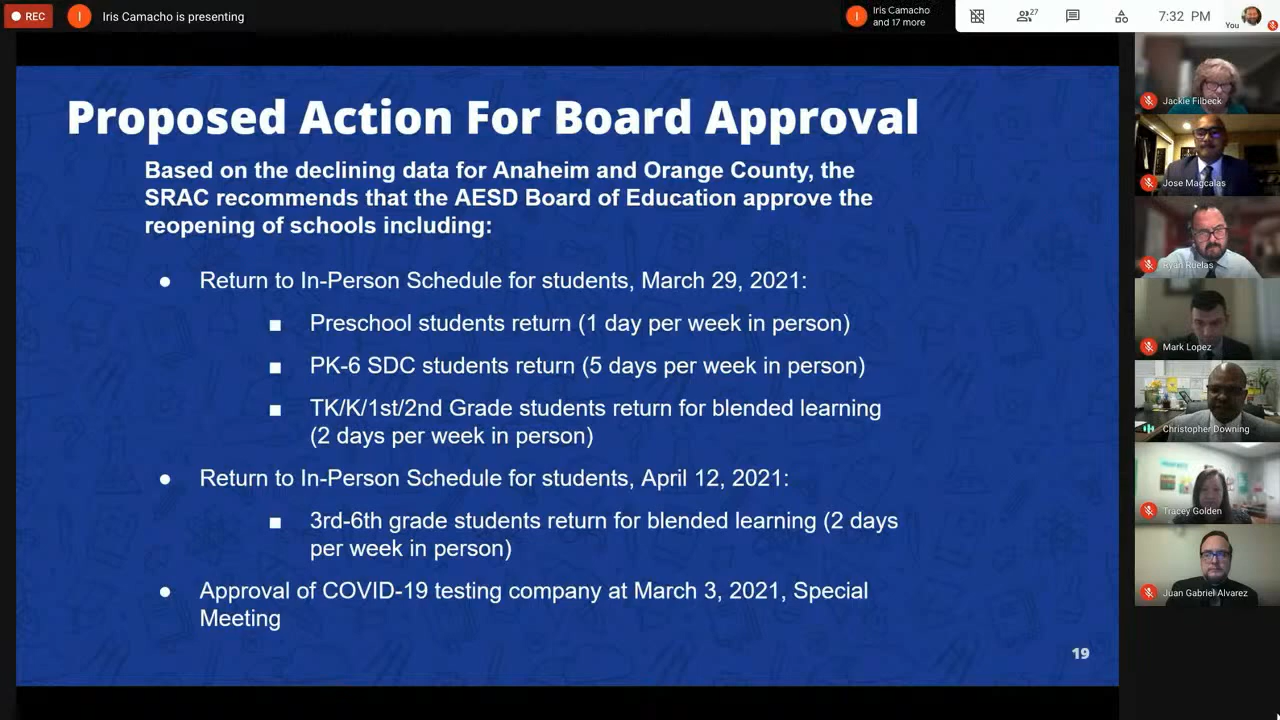 REC
I
Iris Camacho is presenting
I
Iris Camacho
and 17 more
27
7:32 PM
You
Proposed Action For Board Approval
Based on the declining data for Anaheim and Orange County, the
SRAC recommends that the AESD Board of Education approve the
reopening of schools including:
● Return to In-Person Schedule for students, March 29, 2021:
■ Preschool students return (1 day per week in person)
■ PK-6 SDC students return (5 days per week in person)
■ TK/K/1st/2nd Grade students return for blended learning
(2 days per week in person)
● Return to In-Person Schedule for students, April 12, 2021:
■ 3rd-6th grade students return for blended learning (2 days
per week in person)
● Approval of COVID-19 testing company at March 3, 2021, Special
Meeting
19
Jackie Filbeck
Jose Magcalas
Ryan Ruelas
Mark Lopez
Christopher Downing
Tracey Golden
Juan Gabriel Alvarez